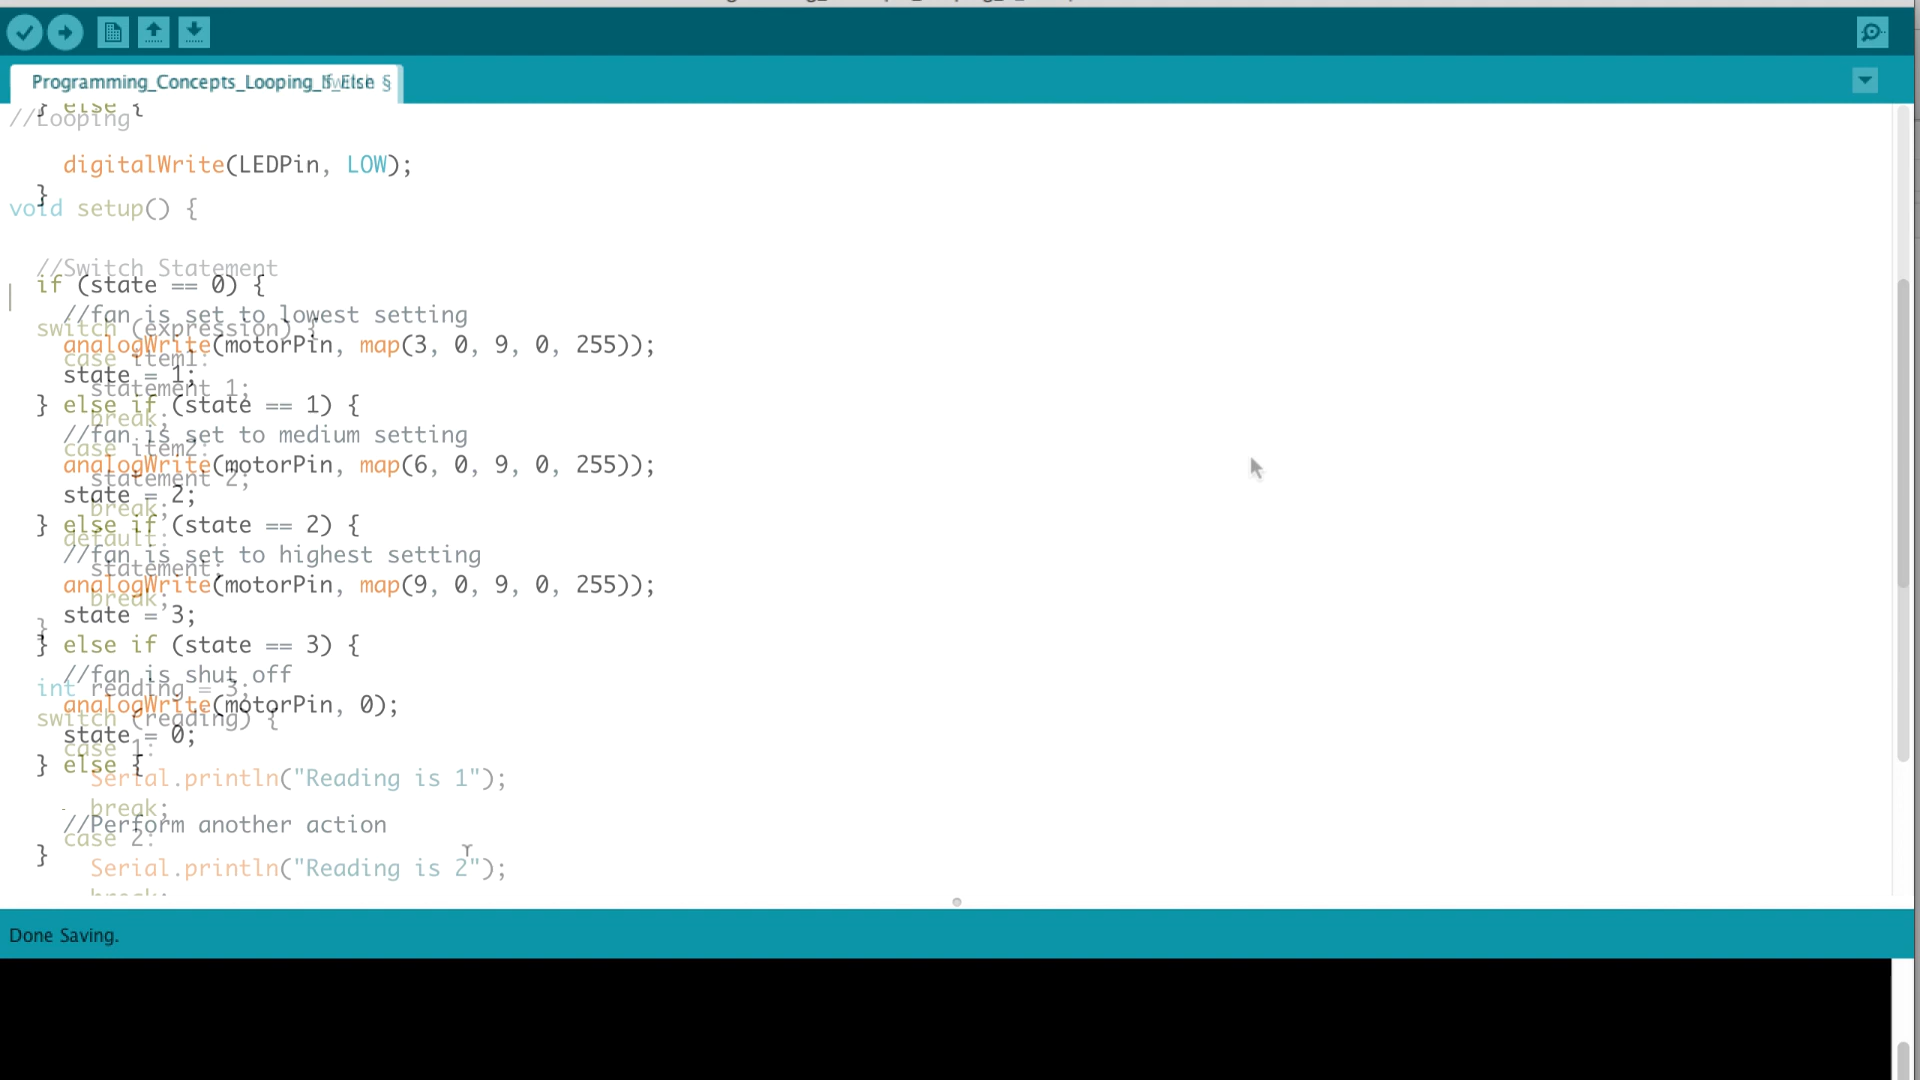 Programming_Concepts_Looping_If_Else §
} else {
//Looping
digitalWrite(LEDPin, LOW);
}
void setup() {
//Switch Statement
if (state == 0) {
//fan is set to lowest setting
switch (expression) {
analogWrite(motorPin, map(3, 0, 9, 0, 255));
case item1:
state = 1;
statement 1;
} else if (state == 1) {
break;
//fan is set to medium setting
case item2:
analogWrite(motorPin, map(6, 0, 9, 0, 255));
statement 2;
state = 2;
break;
} else if (state == 2) {
default:
//fan is set to highest setting
statement;
analogWrite(motorPin, map(9, 0, 9, 0, 255));
break;
state = 3;
}
} else if (state == 3) {
//fan is shut off
int reading = 3;
analogWrite(motorPin, 0);
switch (reading) {
state = 0;
case 1:
} else {
Serial.println("Reading is 1");
break;
//Perform another action
case 2:
}
Serial.println("Reading is 2");
break;
Done Saving.